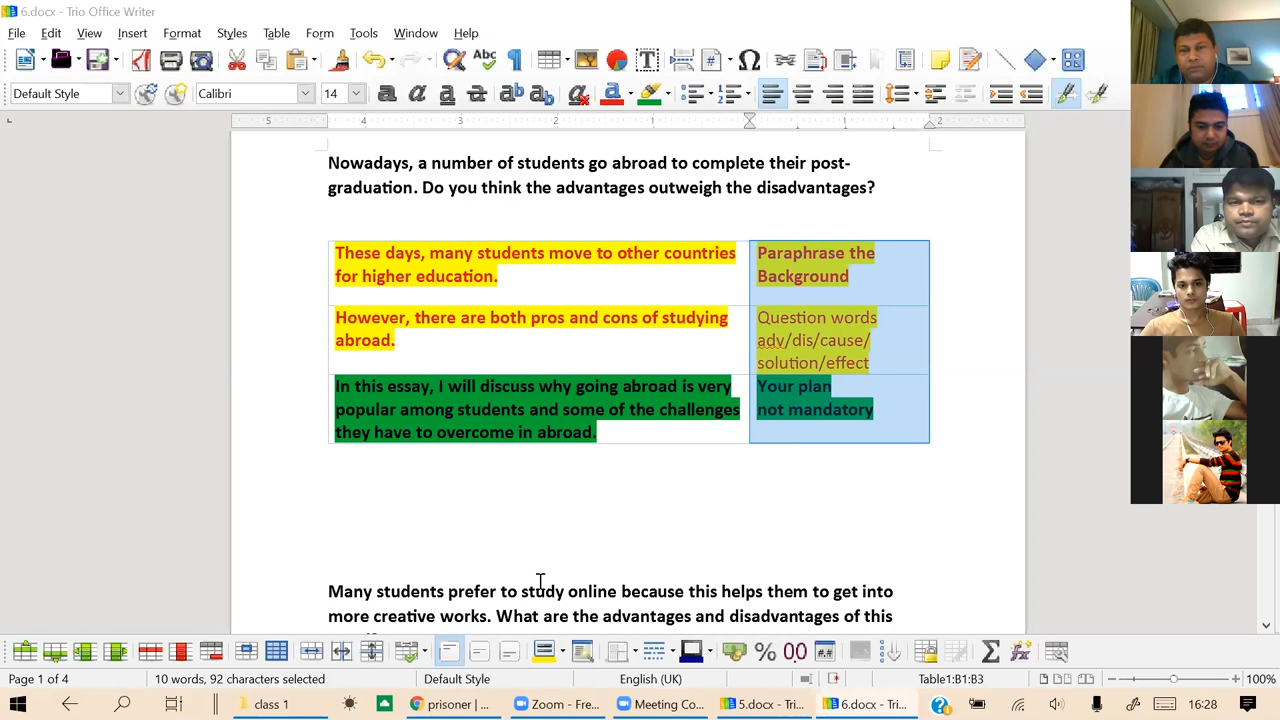 6.docx - Trio Office Writer
File Edit View Insert Format Styles Table Form Tools Window Help
Default Style Calibri 14
5 4 3 2 1 1 2
Nowadays, a number of students go abroad to complete their post-
graduation. Do you think the advantages outweigh the disadvantages?
These days, many students move to other countries
for higher education.
Paraphrase the
Background
However, there are both pros and cons of studying
abroad.
Question words
adv/dis/cause/
solution/effect
In this essay, I will discuss why going abroad is very
popular among students and some of the challenges
they have to overcome in abroad.
Your plan
not mandatory
Many students prefer to study online because this helps them to get into
more creative works. What are the advantages and disadvantages of this
Page 1 of 4 10 words, 92 characters selected Default Style English (UK) Table1:B1:B3 100%
class 1 prisoner | ... Zoom - Fre... Meeting Co... 5.docx - Tri... 6.docx - Tri... 16:28